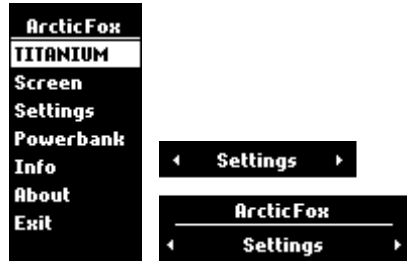 ArcticFox
TITANIUM
Screen
Settings
Powerbank
Info
About
Exit
Settings
ArcticFox
Settings